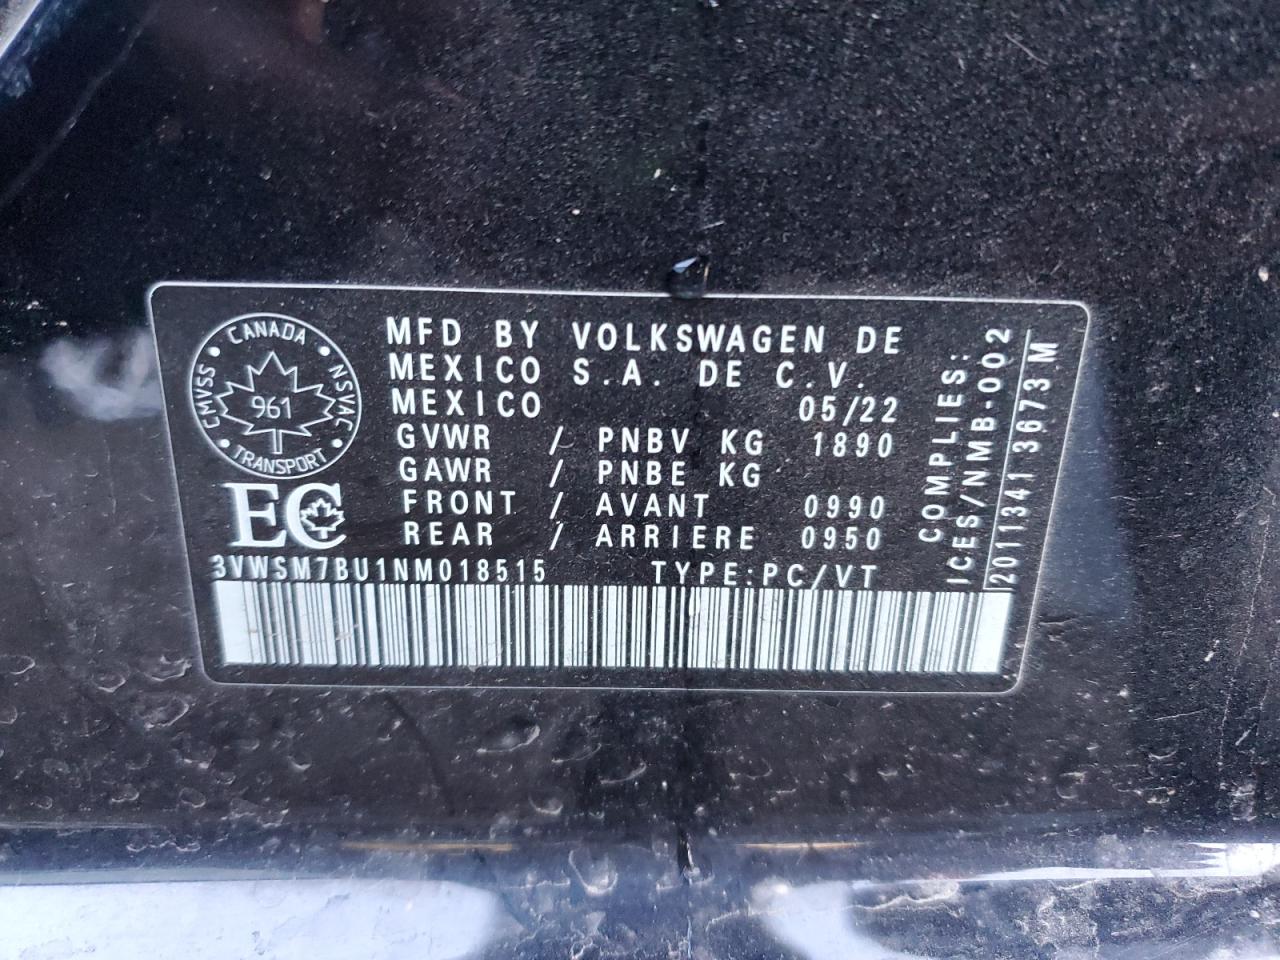 CANADA
CMVSS
NSVAC
961
TRANSPORT
EC
MFD BY VOLKSWAGEN DE
MEXICO S.A. DE C.V.
MEXICO 05/22
GVWR / PNBV KG 1890
GAWR / PNBE KG
FRONT / AVANT 0990
REAR / ARRIERE 0950
3VWSM7BU1NM018515 TYPE:PC/VT
COMPLIES:
ICES/NMB-002
2011341 3673 M